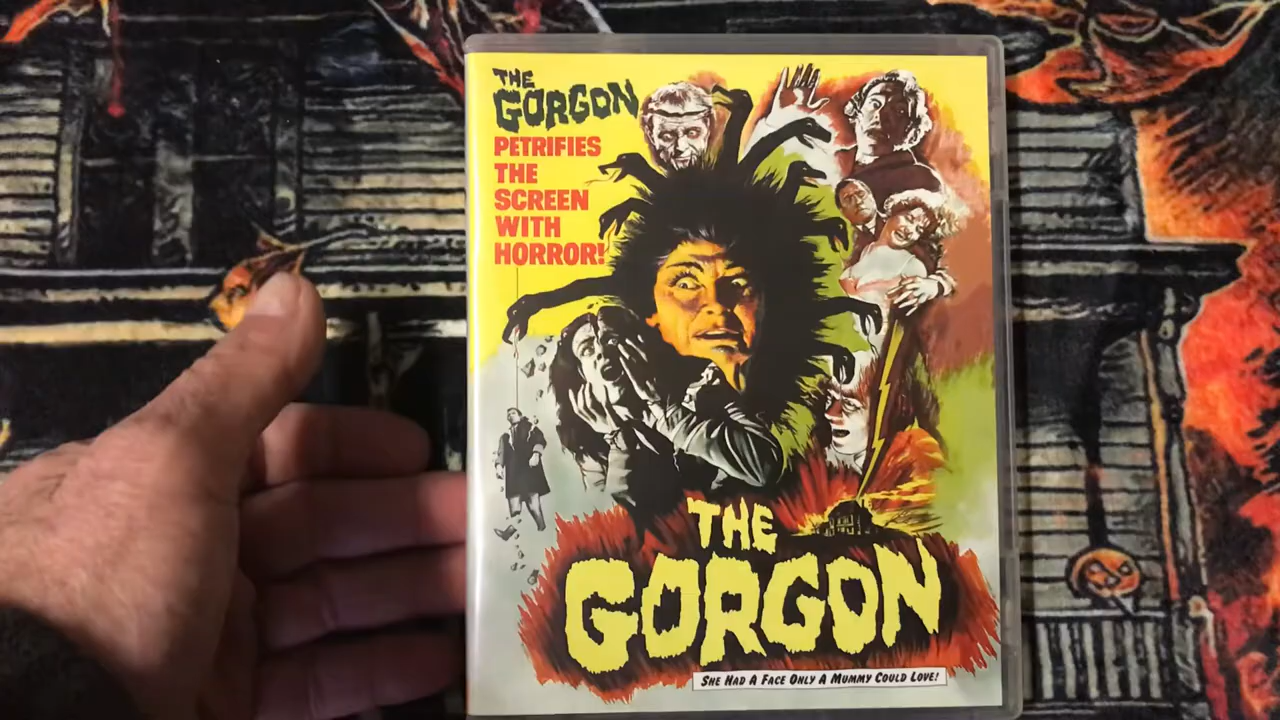 THE
GORGON
PETRIFIES
THE
SCREEN
WITH
HORROR!
THE
GORGON
SHE HAD A FACE ONLY A MUMMY COULD LOVE!